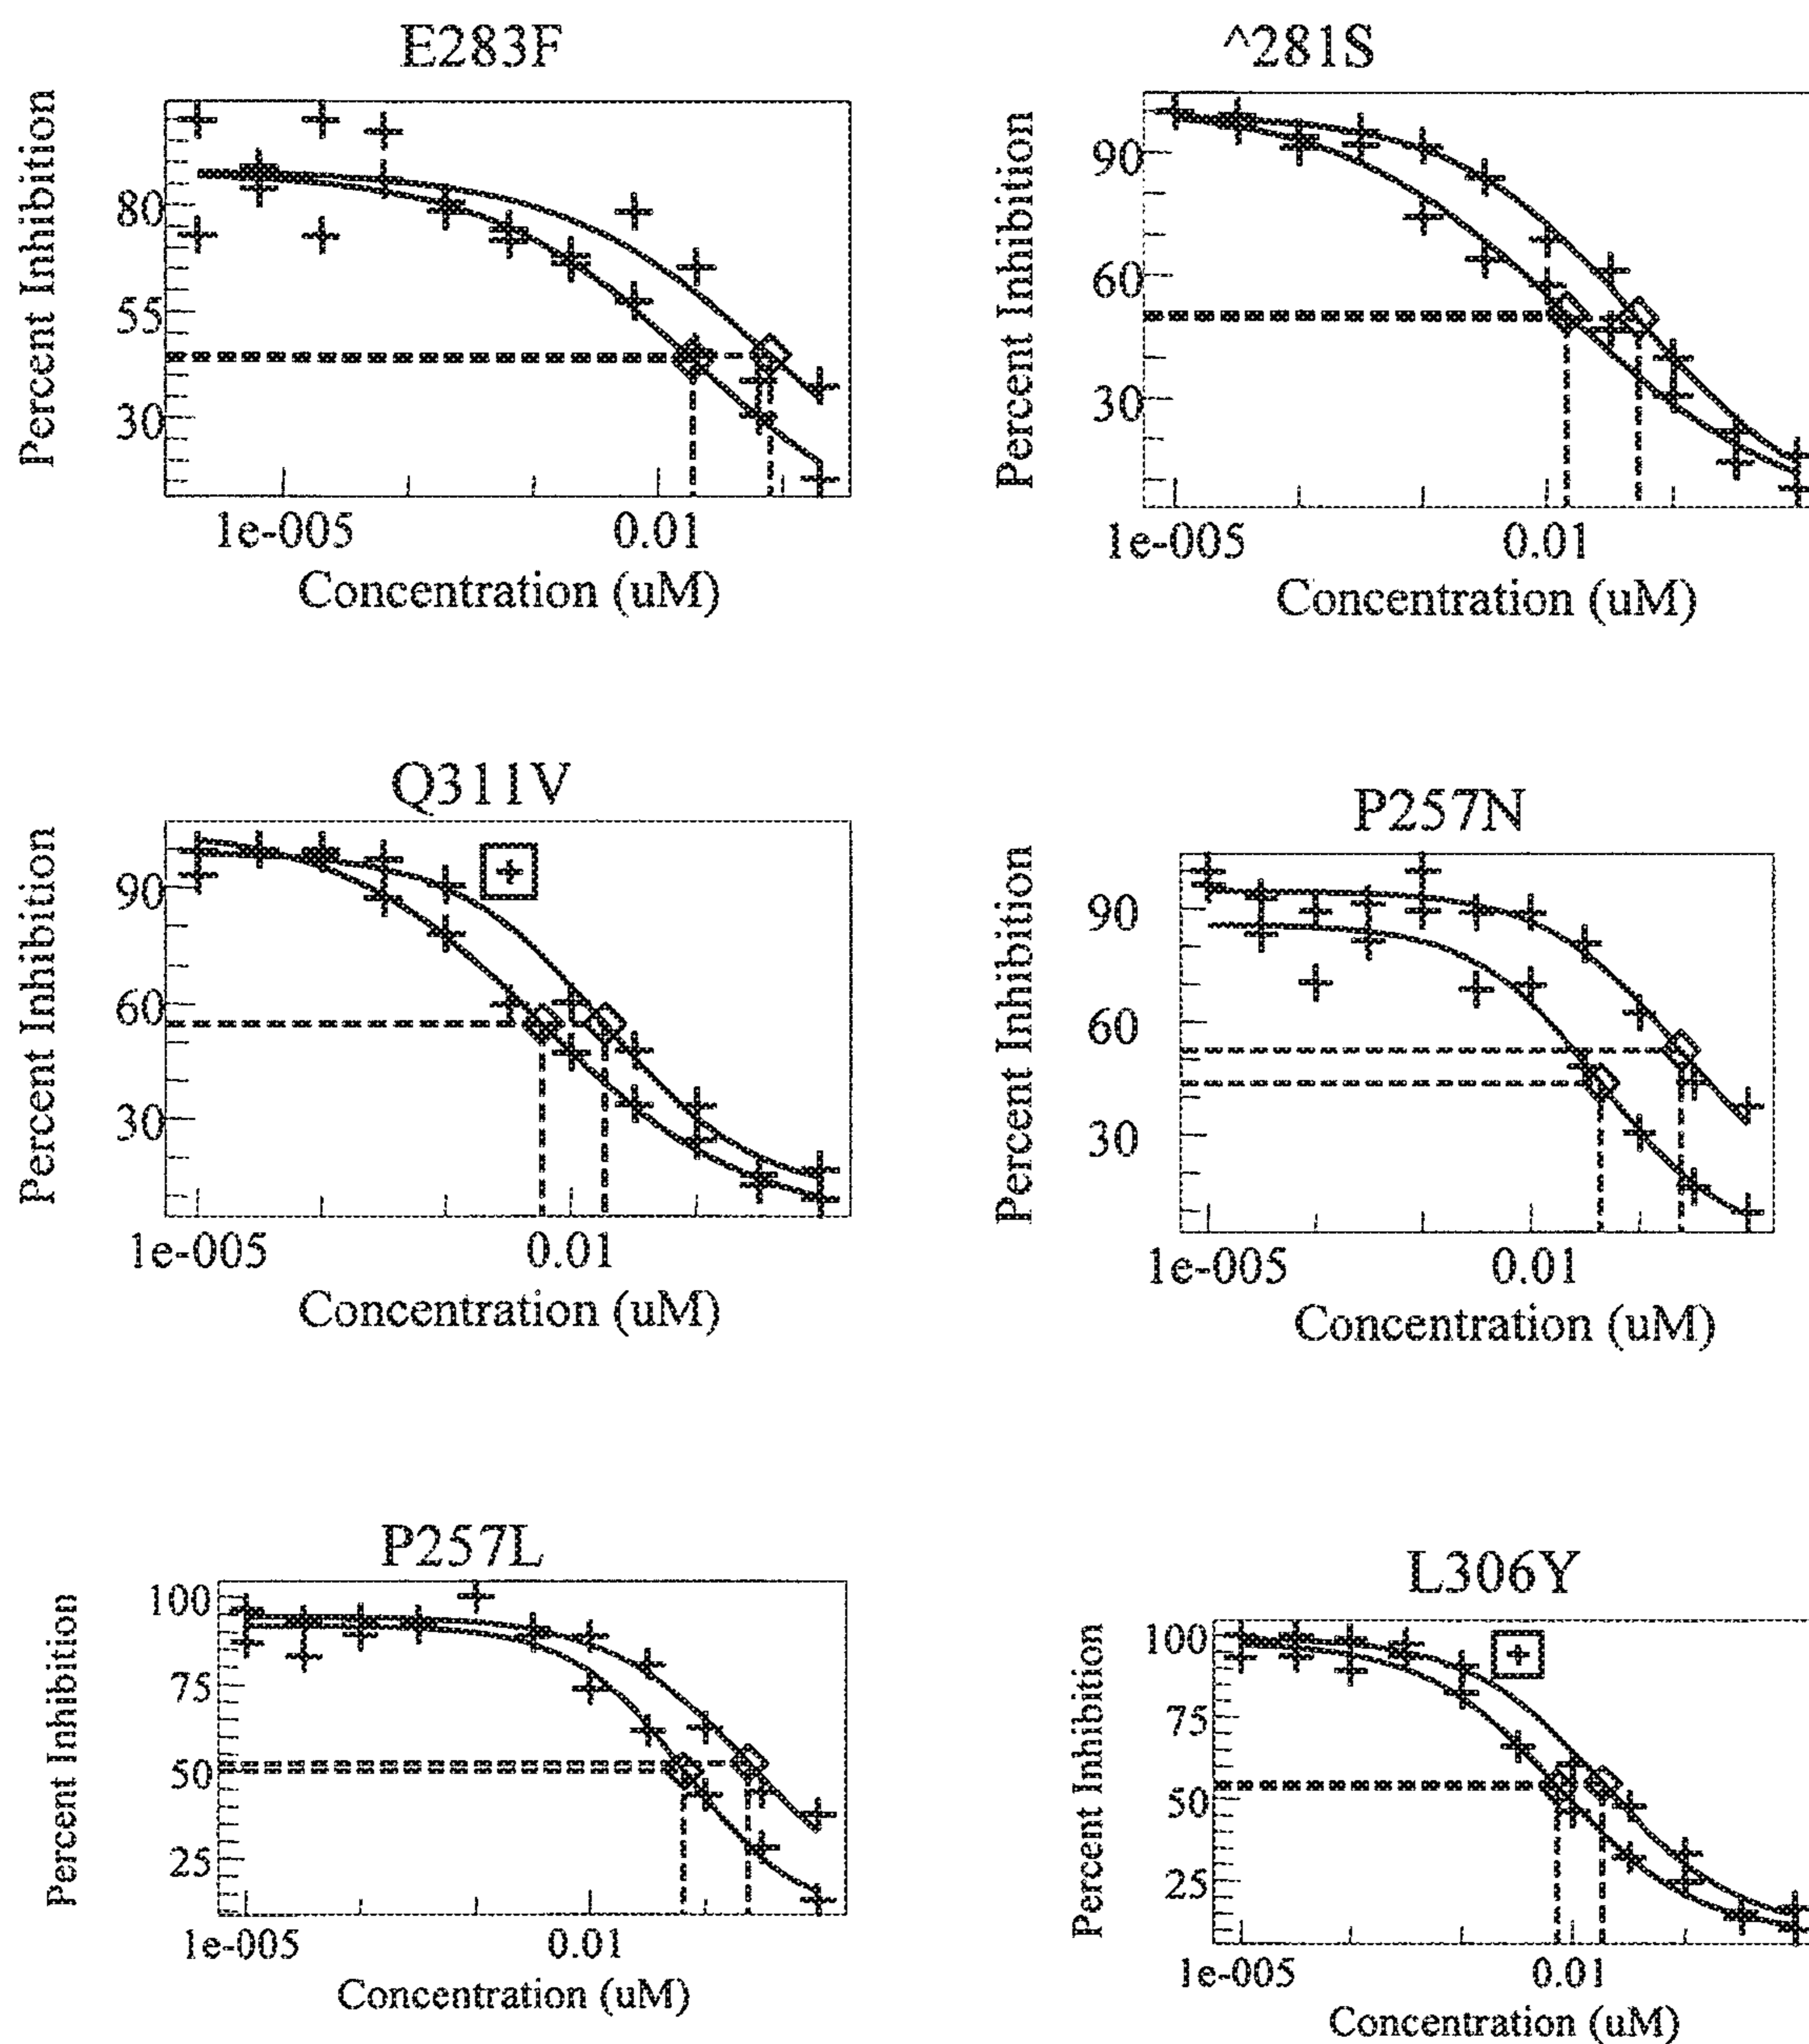 E283F
Percent Inhibition
80
55
30
1e-005
0.01
Concentration (uM)
^281S
Percent Inhibition
90
60
30
1e-005
0.01
Concentration (uM)
Q311V
Percent Inhibition
90
60
30
1e-005
0.01
Concentration (uM)
P257N
Percent Inhibition
90
60
30
1e-005
0.01
Concentration (uM)
P257L
Percent Inhibition
100
75
50
25
1e-005
0.01
Concentration (uM)
L306Y
Percent Inhibition
100
75
50
25
1e-005
0.01
Concentration (uM)